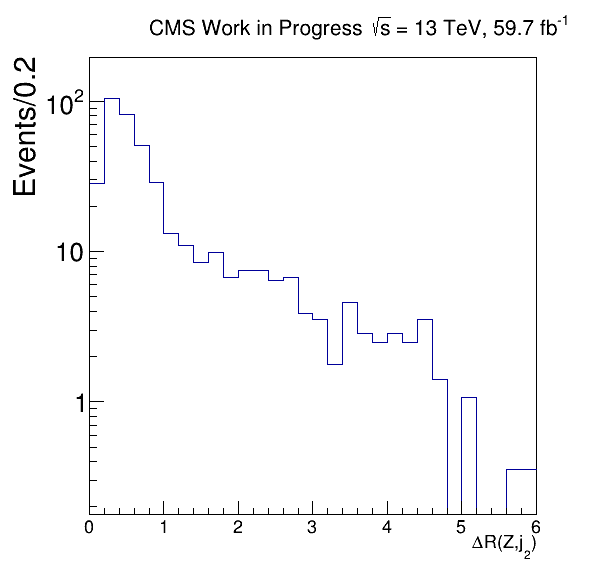 CMS Work in Progress √s = 13 TeV, 59.7 fb⁻¹
Events/0.2
10²
10
1
0 1 2 3 4 5 6
ΔR(Z,j₂)